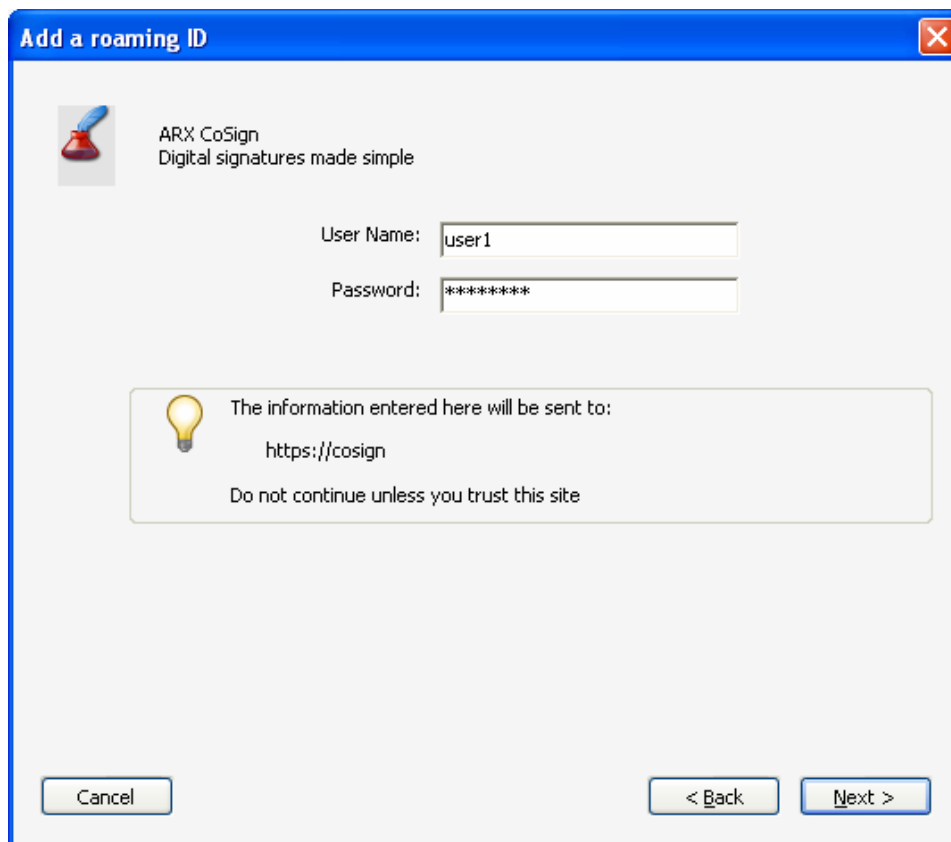 Add a roaming ID
ARX CoSign
Digital signatures made simple
User Name: user1
Password: ********
The information entered here will be sent to:
https://cosign
Do not continue unless you trust this site
Cancel < Back Next >